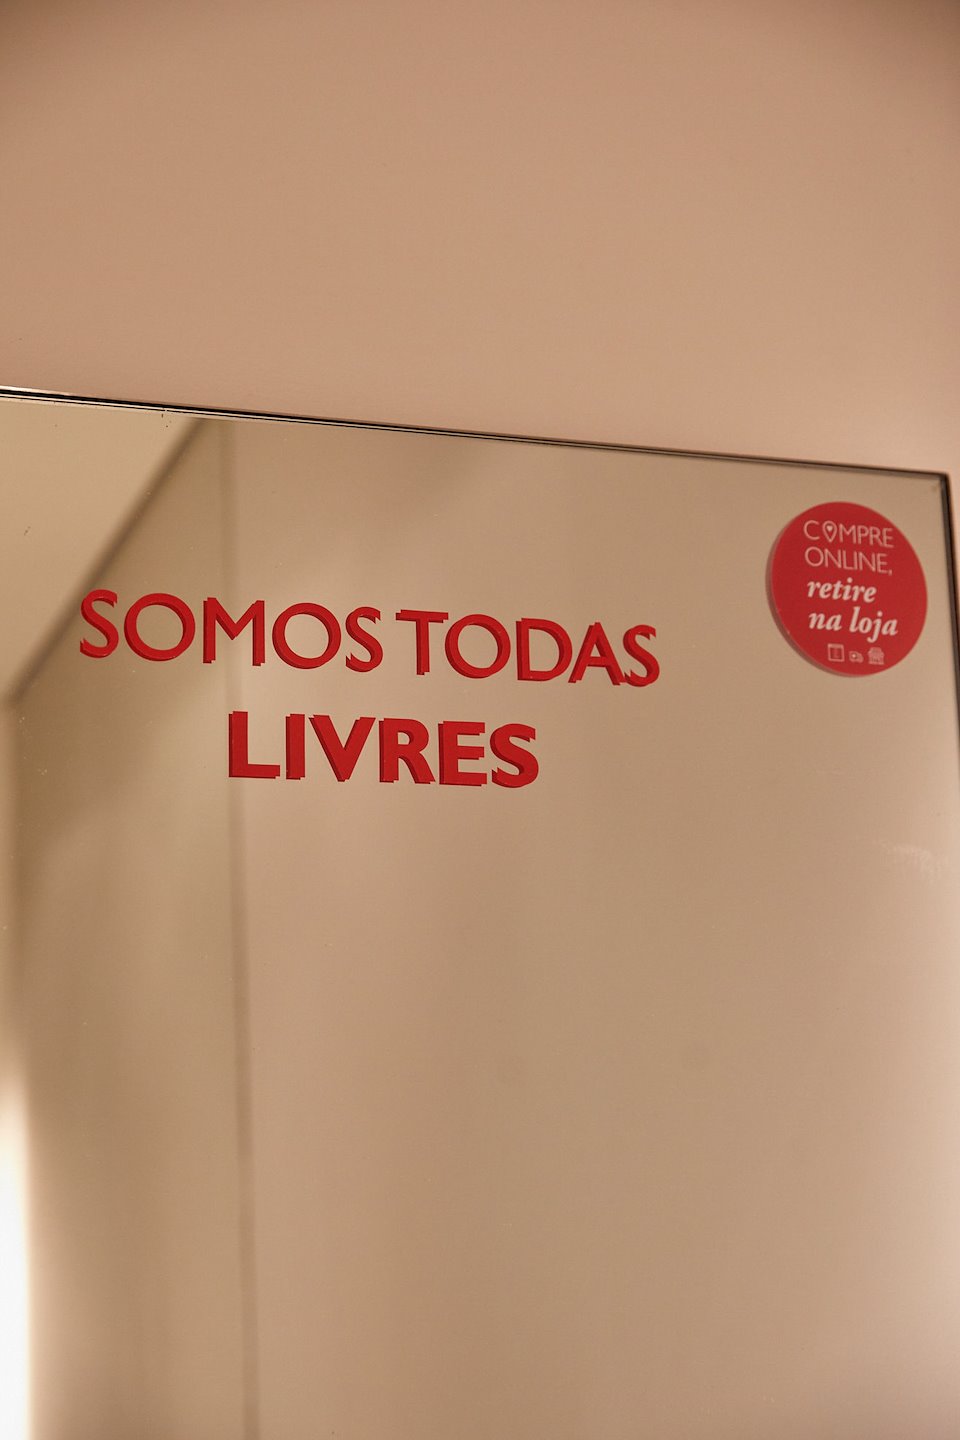 SOMOS TODAS
LIVRES
COMPRE
ONLINE,
retire
na loja